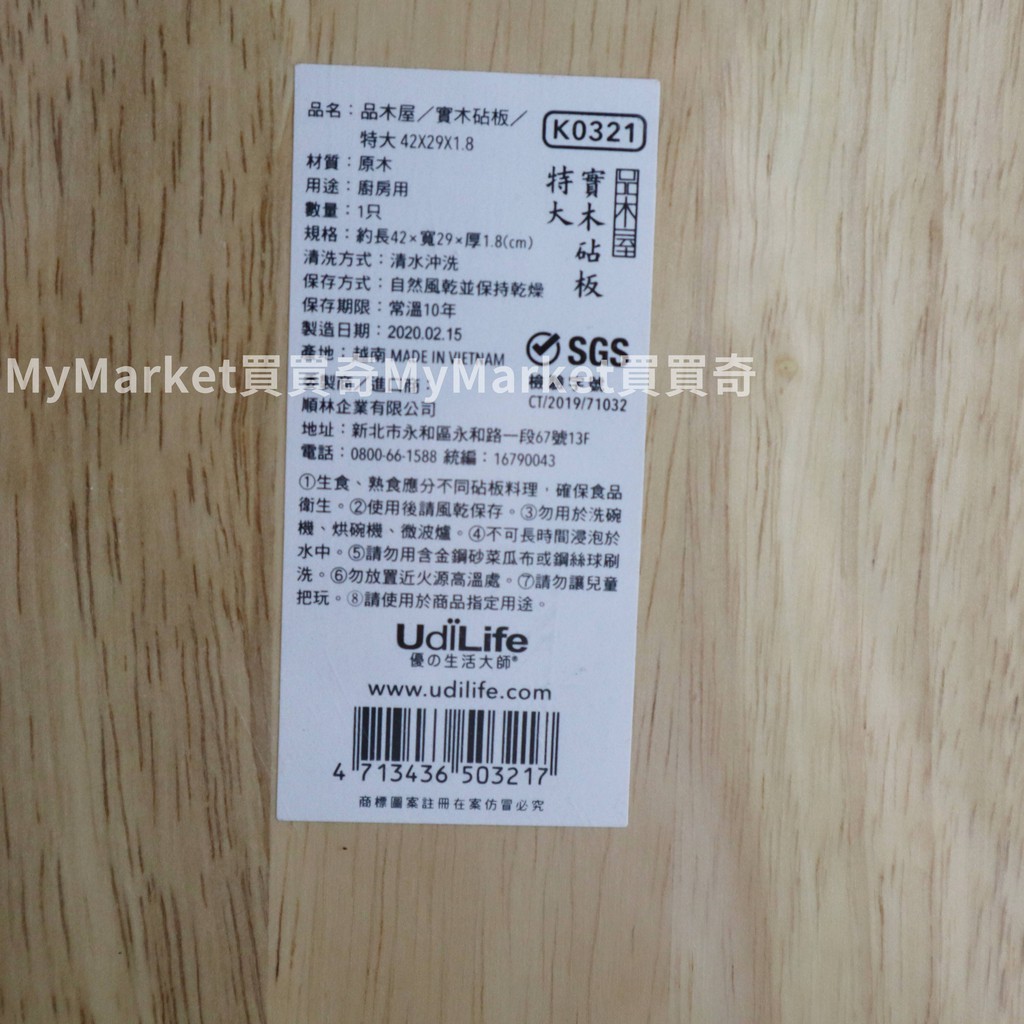 品名：品木屋／實木砧板／
特大 42X29X1.8
材質：原木
用途：廚房用
數量：1只
規格：約長42×寬29×厚1.8(cm)
清洗方式：清水沖洗
保存方式：自然風乾並保持乾燥
保存期限：常溫10年
製造日期：2020.02.15
產地：越南 MADE IN VIETNAM
順林企業有限公司
地址：新北市永和區永和路一段67號13F
電話：0800-66-1588 統編：16790043
K0321
品木屋
實木砧板
特大
SGS
檢驗字號
CT/2019/71032
MyMarket買買奇MyMarket買買奇
①生食、熟食應分不同砧板料理，確保食品
衛生。②使用後請風乾保存。③勿用於洗碗
機、烘碗機、微波爐。④不可長時間浸泡於
水中。⑤請勿用含金鋼砂菜瓜布或鋼絲球刷
洗。⑥勿放置近火源高溫處。⑦請勿讓兒童
把玩。⑧請使用於商品指定用途。
UdiLife
優の生活大師®
www.udilife.com
4 713436 503217
商標圖案註冊在案仿冒必究